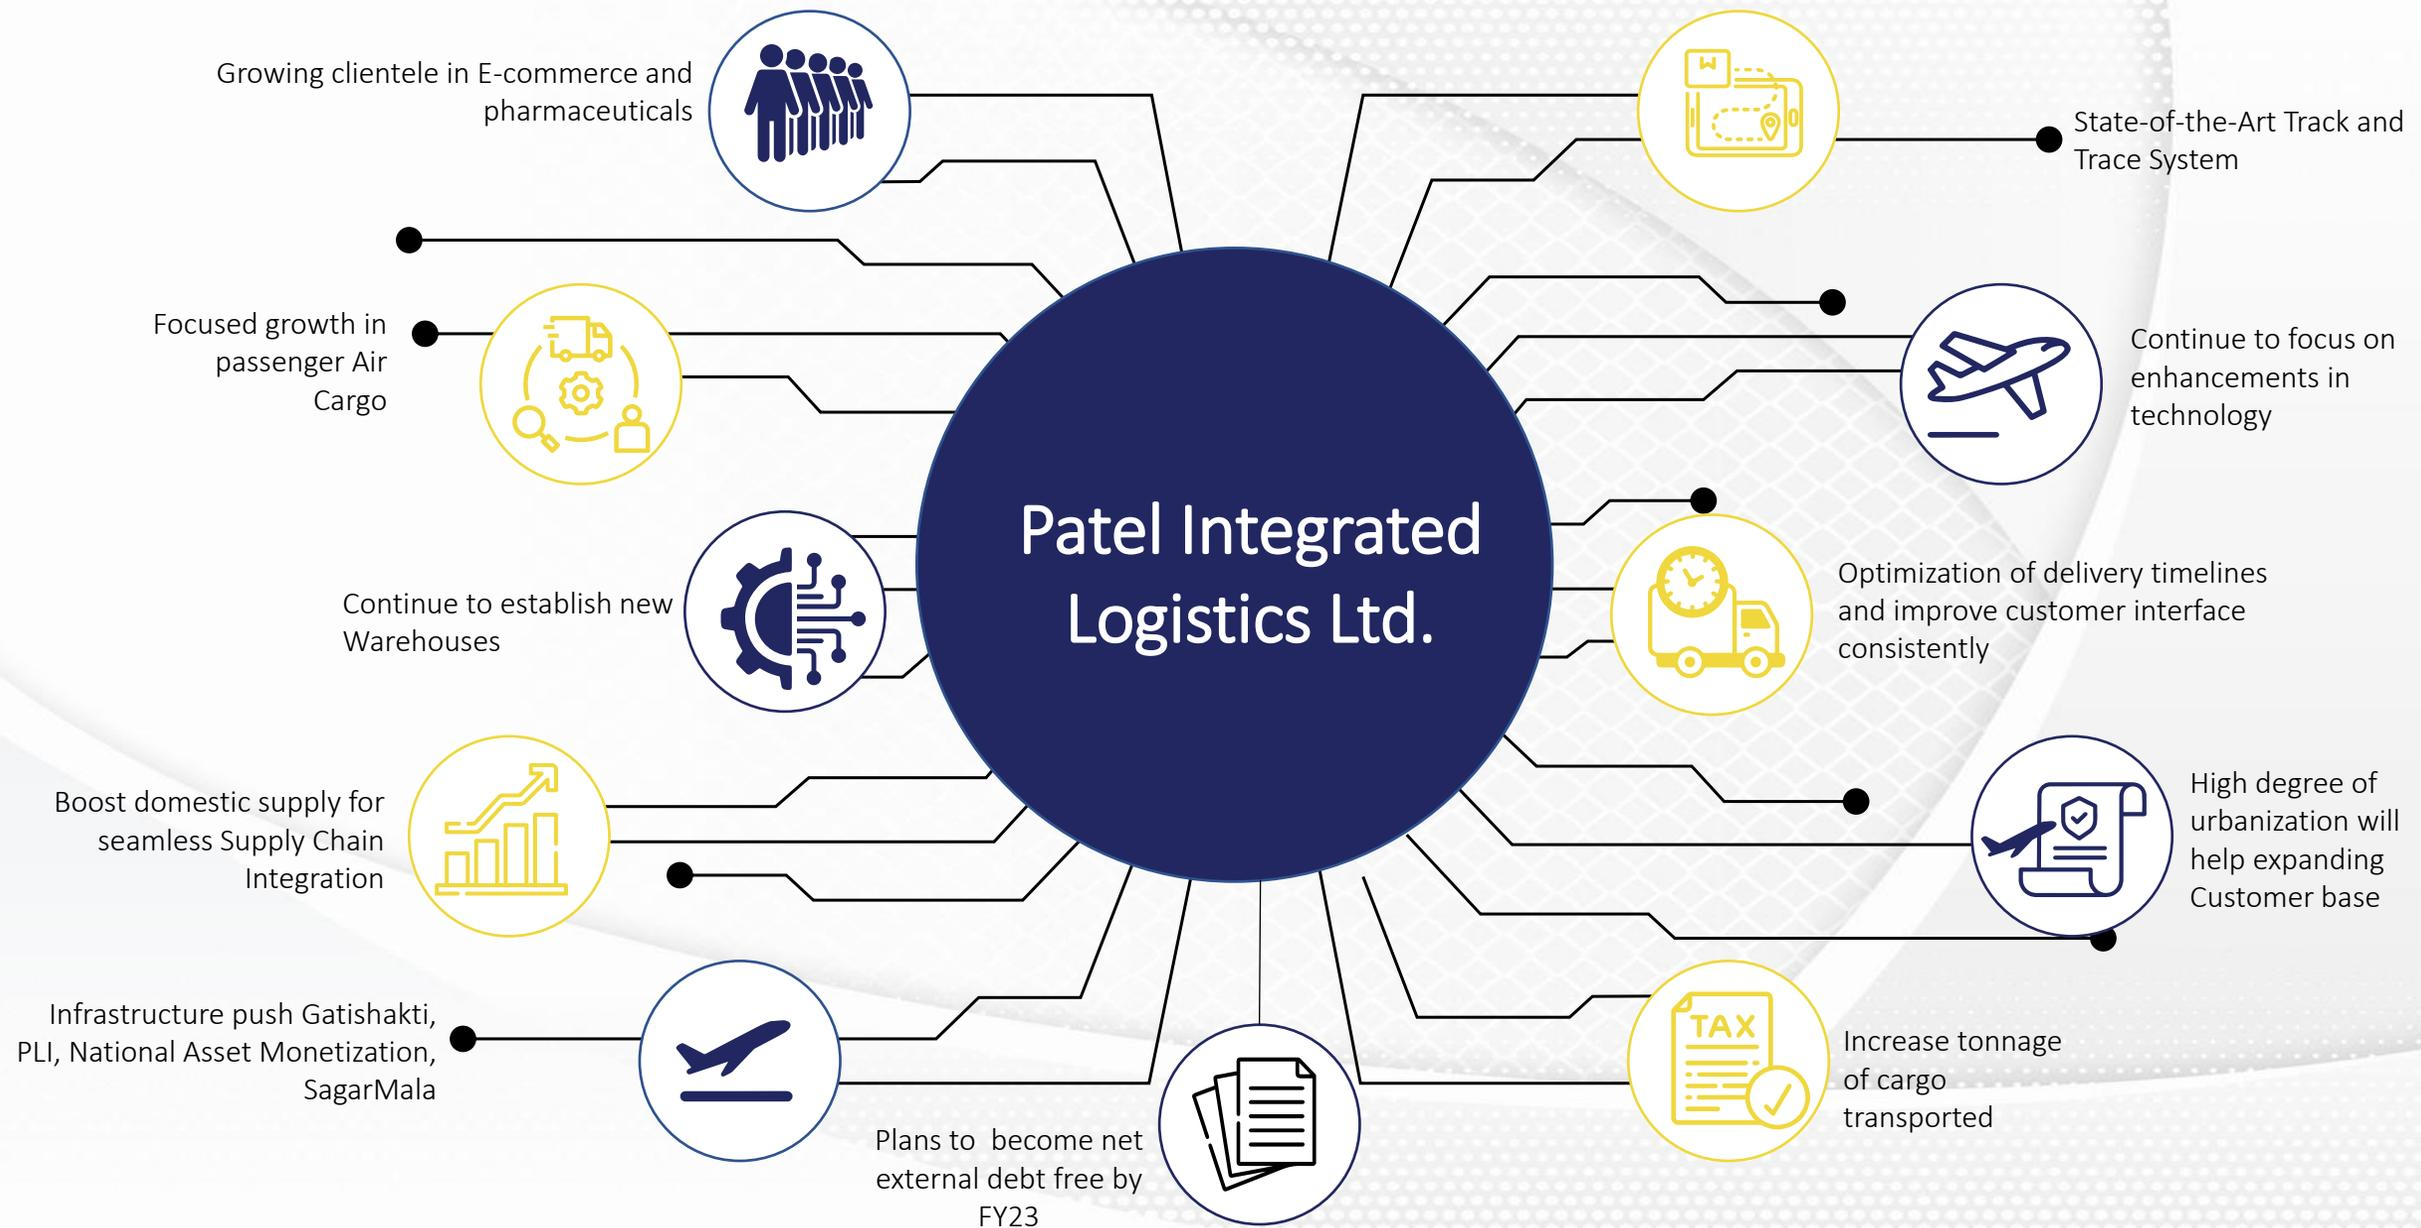 Growing clientele in E-commerce and
pharmaceuticals
State-of-the-Art Track and
Trace System
Focused growth in
passenger Air
Cargo
Continue to focus on
enhancements in
technology
Patel Integrated
Logistics Ltd.
Continue to establish new
Warehouses
Optimization of delivery timelines
and improve customer interface
consistently
Boost domestic supply for
seamless Supply Chain
Integration
High degree of
urbanization will
help expanding
Customer base
Infrastructure push Gatishakti,
PLI, National Asset Monetization,
SagarMala
TAX
Increase tonnage
of cargo
transported
Plans to  become net
external debt free by
FY23